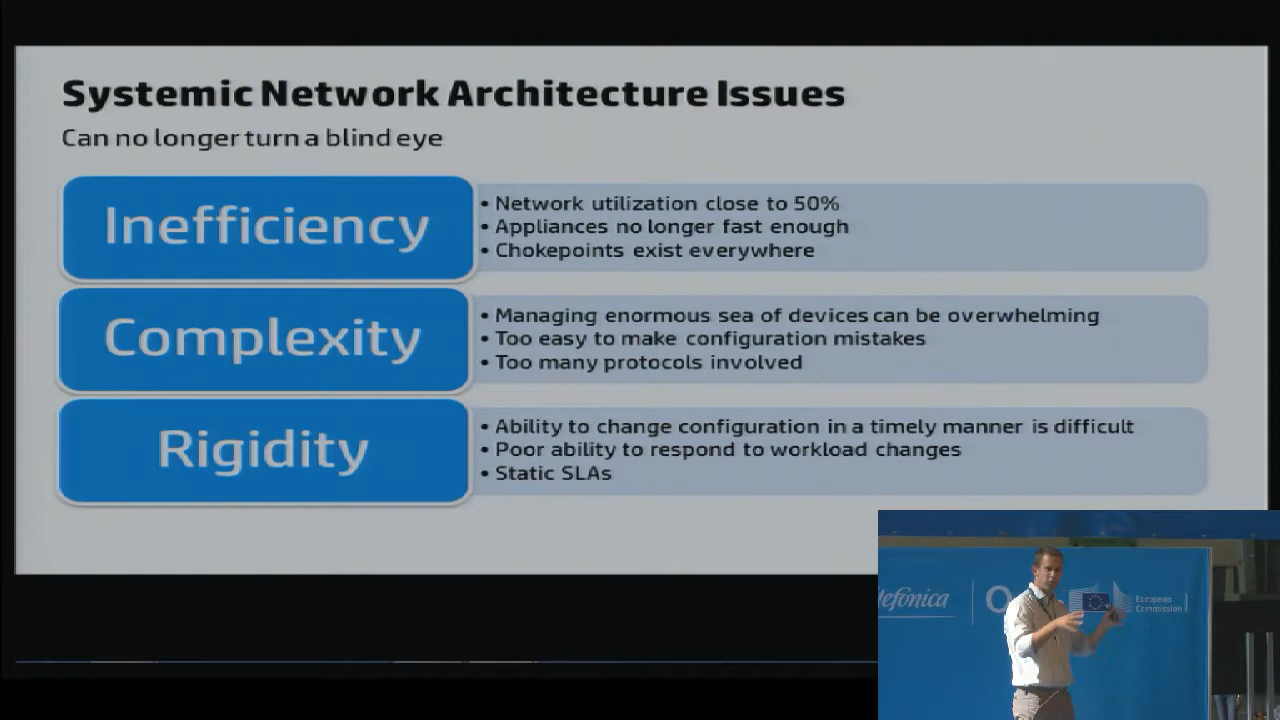 Systemic Network Architecture Issues
Can no longer turn a blind eye
Inefficiency
• Network utilization close to 50%
• Appliances no longer fast enough
• Chokepoints exist everywhere
Complexity
• Managing enormous sea of devices can be overwhelming
• Too easy to make configuration mistakes
• Too many protocols involved
Rigidity
• Ability to change configuration in a timely manner is difficult
• Poor ability to respond to workload changes
• Static SLAs
European
Commission